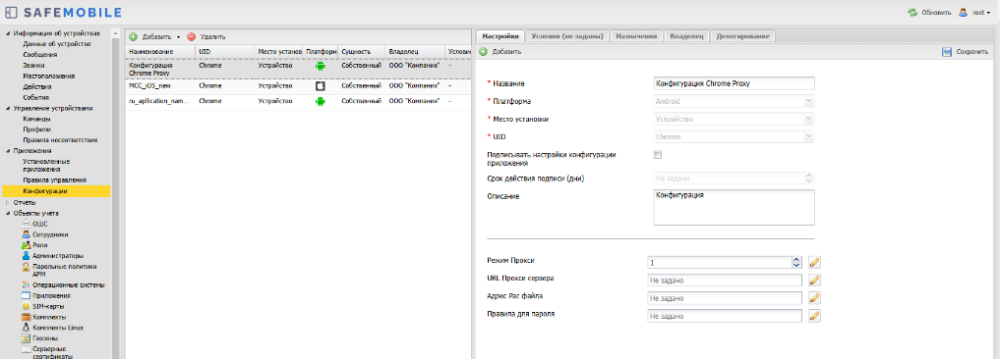 SAFEMOBILE
Обновить root
Информация об устройствах
Данные об устройстве
Сообщения
Звонки
Местоположения
Действия
События
Управление устройствами
Команды
Профили
Правила несоответствия
Приложения
Установленные
приложения
Правила управления
Конфигурации
Отчёты
Объекты учёта
ОШС
Сотрудники
Роли
Администраторы
Парольные политики
АРМ
Операционные системы
Приложения
SIM-карты
Комплекты
Комплекты Linux
Геозоны
Серверные
сертификаты
Добавить Удалить
Наименование UID Место установ Платформ Сущность Владелец Услови
Конфигурация
Chrome Proxy
Chrome Устройство Собственный ООО "Компания" -
MCC_iOS_new Chrome Устройство Собственный ООО "Компания" -
ru_apllication_nam... Chrome Устройство Собственный ООО "Компания" -
Настройки Условия (не заданы) Назначения Владелец Делегирование
Добавить Сохранить
* Название Конфигурация Chrome Proxy
* Платформа Android
* Место установки Устройство
* UID Chrome
Подписывать настройки конфигурации
приложения
Срок действия подписи (дни) Не задано
Описание Конфигурация
Режим Прокси 1
URL Прокси сервера Не задано
Адрес Pac файла Не задано
Правила для пароля Не задано